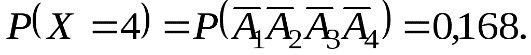 P(X = 4) = P(A̅₁A̅₂A̅₃A̅₄) = 0,168.